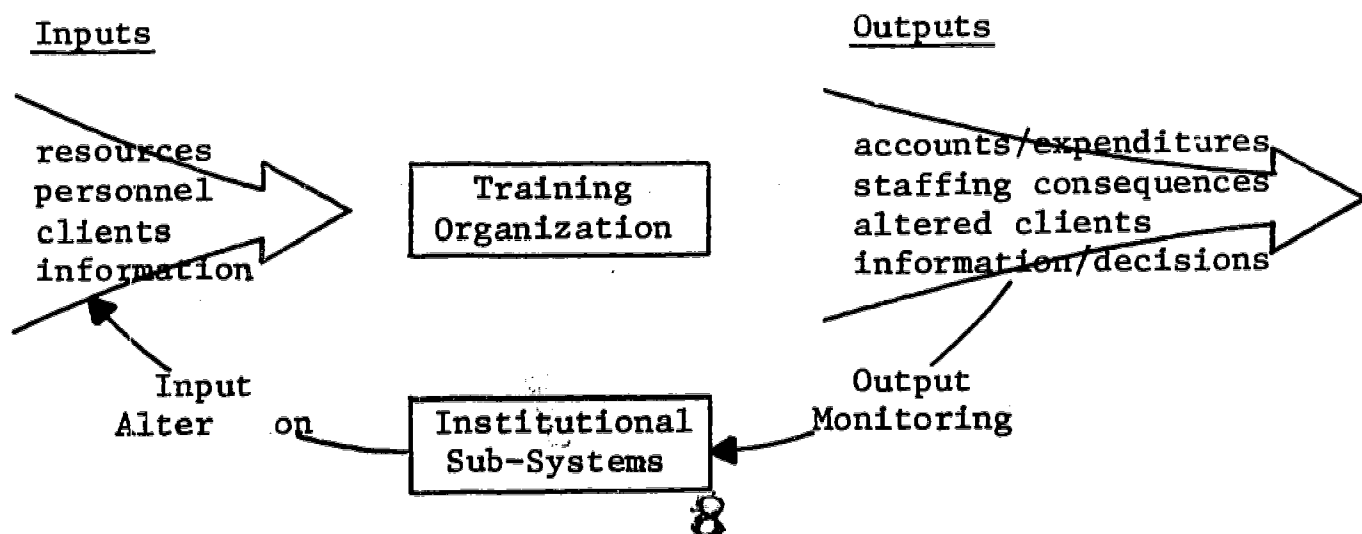 Inputs
Outputs
resources
personnel
clients
information
Training
Organization
accounts/expenditures
staffing consequences
altered clients
information/decisions
Input
Alter on
Institutional
Sub-Systems
Output
Monitoring
8